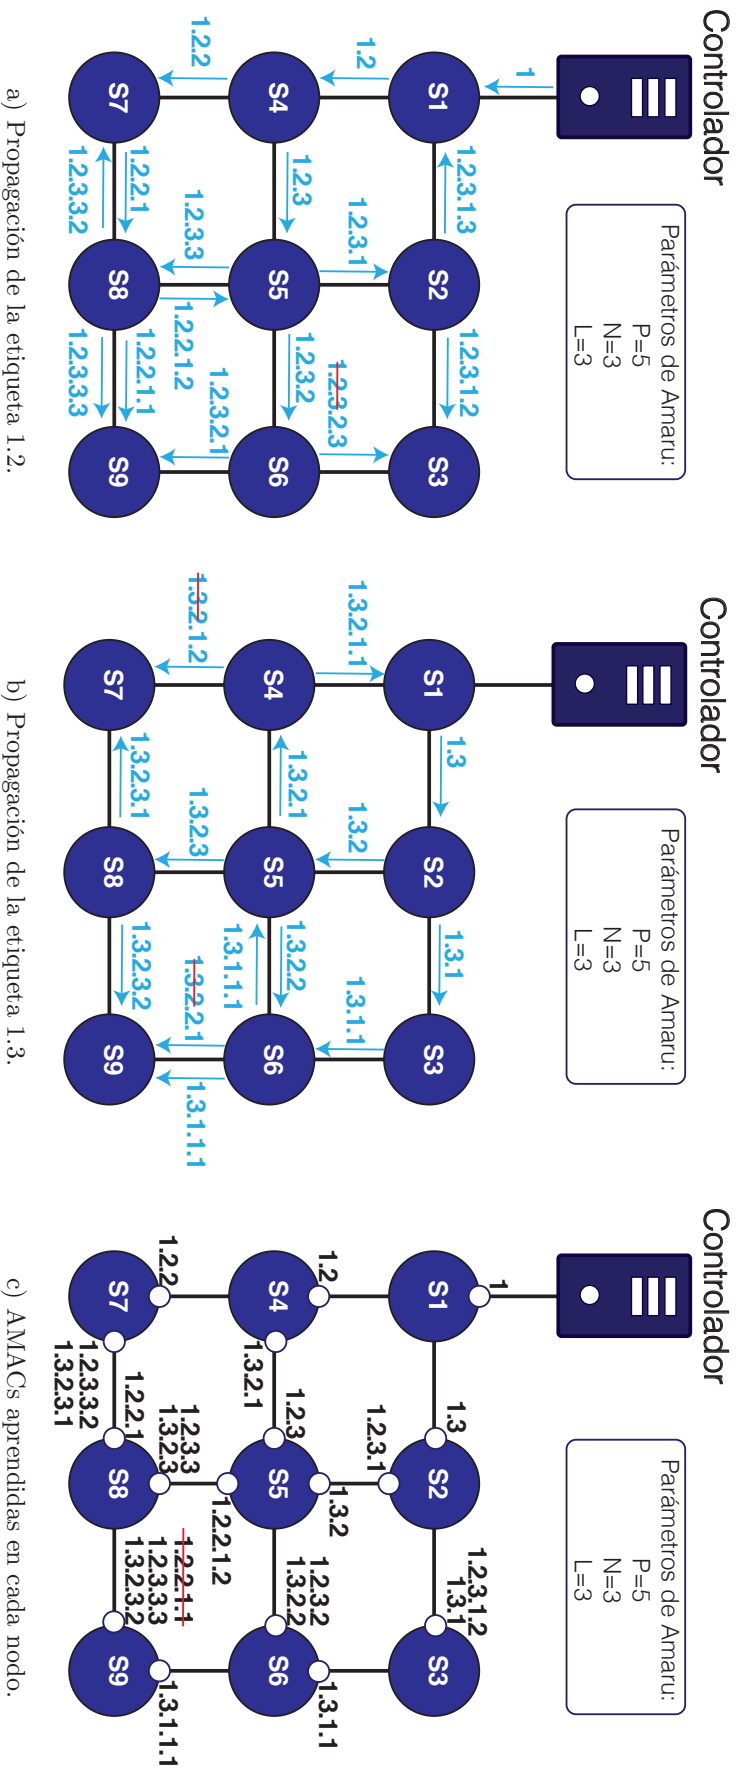 Controlador
Parámetros de Amaru:
P=5
N=3
L=3
1
S1
1.2.3.1.3
S2
1.2.3.1.2
S3
1.2
1.2.3.1
1.2.3.2.3
S4
1.2.3
S5
1.2.3.2
S6
1.2.2
1.2.3.3
1.2.2.1.2
1.2.3.2.1
S7
1.2.2.1
1.2.3.3.2
S8
1.2.2.1.1
1.2.3.3.3
S9
a) Propagación de la etiqueta 1.2.
Controlador
Parámetros de Amaru:
P=5
N=3
L=3
S1
1.3
S2
1.3.1
S3
1.3.2.1.1
1.3.2
1.3.1.1
S4
1.3.2.1
S5
1.3.2.2
1.3.1.1.1
S6
1.3.2.1.2
1.3.2.3
1.3.2.2.1
1.3.1.1.1
S7
1.3.2.3.1
S8
1.3.2.3.2
S9
b) Propagación de la etiqueta 1.3.
Controlador
Parámetros de Amaru:
P=5
N=3
L=3
1
S1
1.3
S2
1.2.3.1.2
1.3.1
S3
1.2
1.2.3.1
1.3.2
1.3.1.1
S4
1.3.2.1
1.2.3
S5
1.2.3.2
1.3.2.2
S6
1.2.2
1.2.3.3
1.3.2.3
1.2.2.1.2
1.3.1.1.1
S7
1.2.3.3.2
1.3.2.3.1
1.2.2.1
S8
1.2.2.1.1
1.2.3.3.3
1.3.2.3.2
S9
c) AMACs aprendidas en cada nodo.